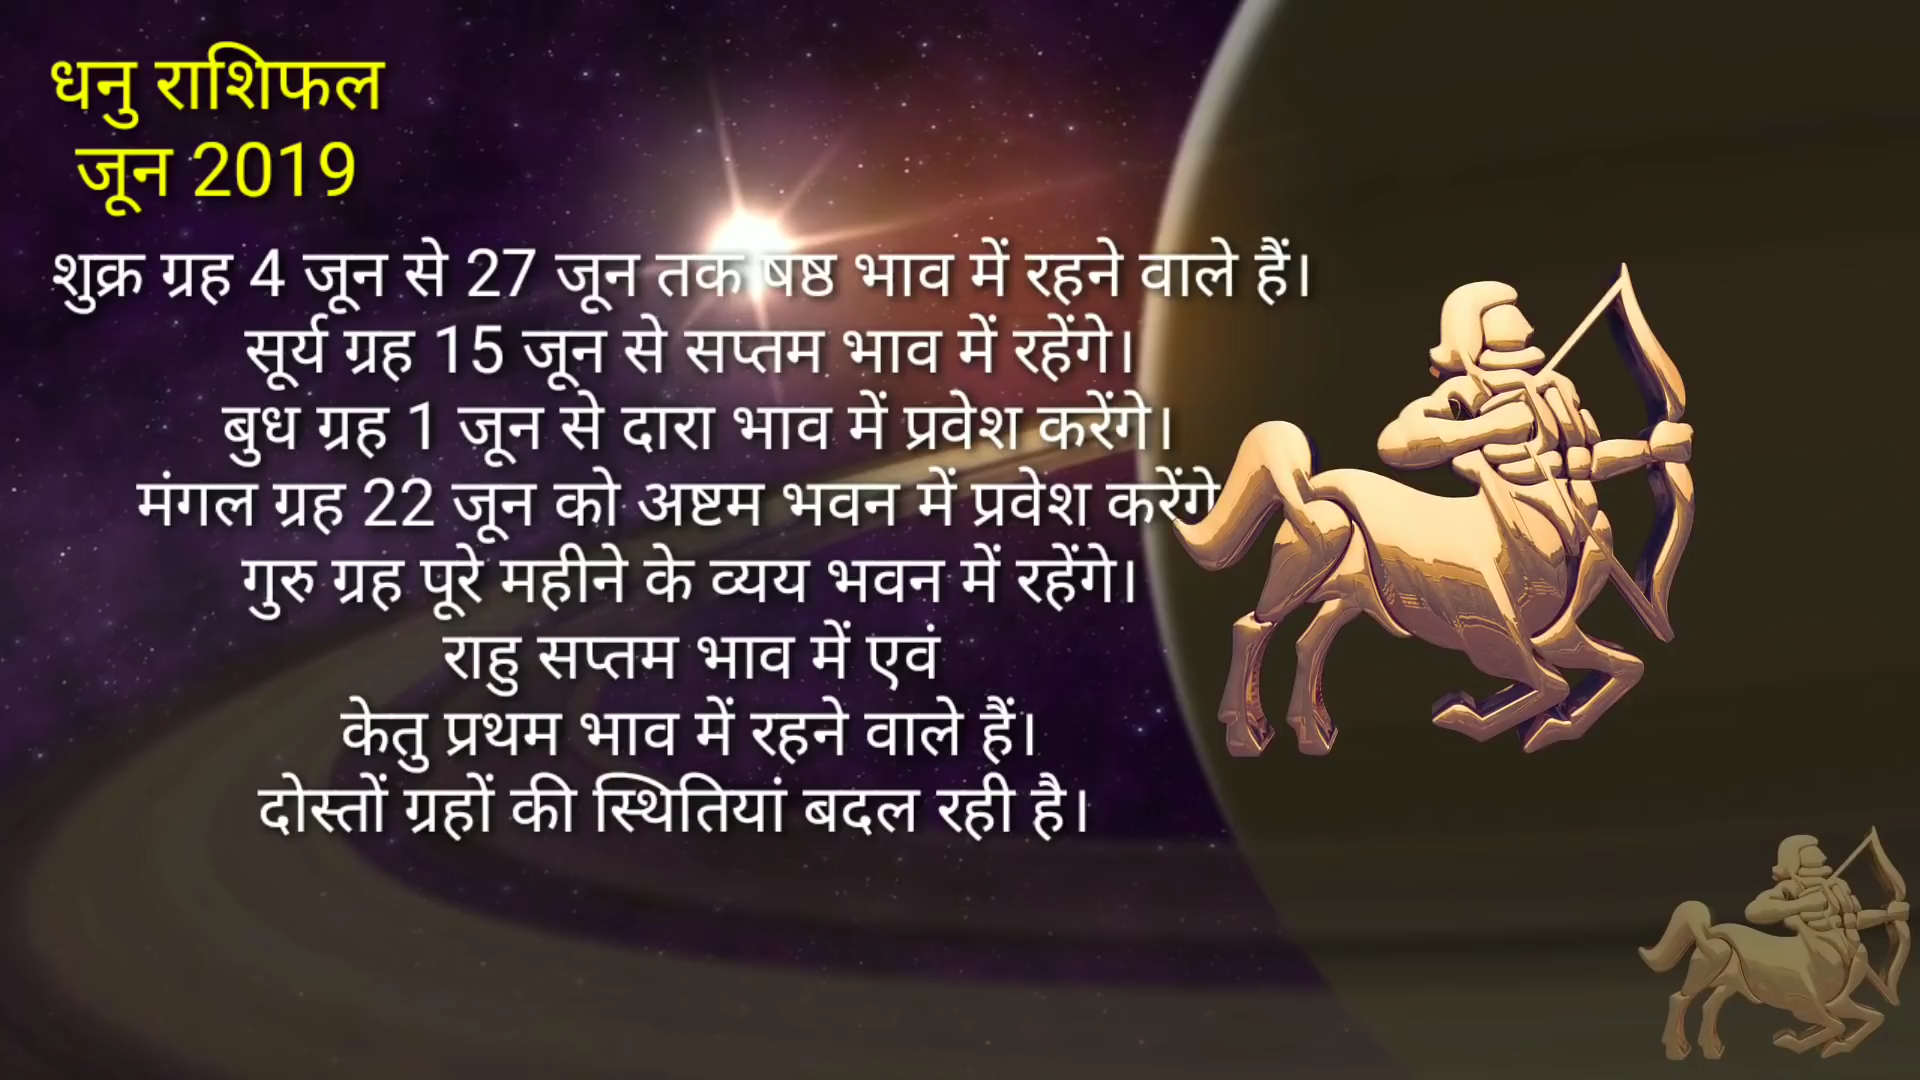 धनु राशिफल
जून 2019
शुक्र ग्रह 4 जून से 27 जून तक षष्ठ भाव में रहने वाले हैं।
सूर्य ग्रह 15 जून से सप्तम भाव में रहेंगे।
बुध ग्रह 1 जून से दारा भाव में प्रवेश करेंगे।
मंगल ग्रह 22 जून को अष्टम भवन में प्रवेश करेंगे
गुरु ग्रह पूरे महीने के व्यय भवन में रहेंगे।
राहु सप्तम भाव में एवं
केतु प्रथम भाव में रहने वाले हैं।
दोस्तों ग्रहों की स्थितियां बदल रही है।